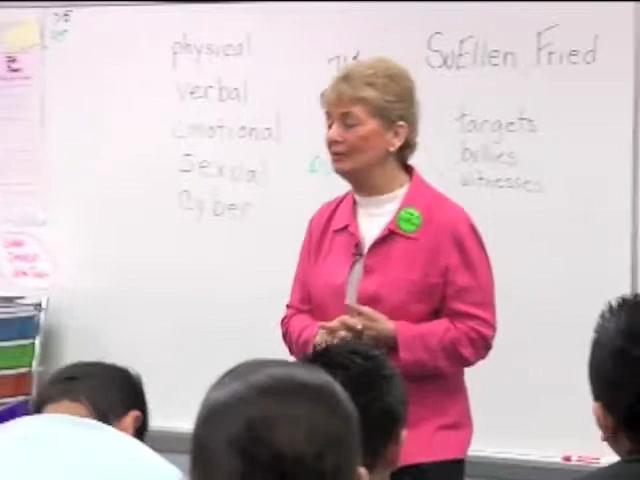 physical
verbal
emotional
sexual
cyber
SuEllen Fried
targets
bullies
witnesses